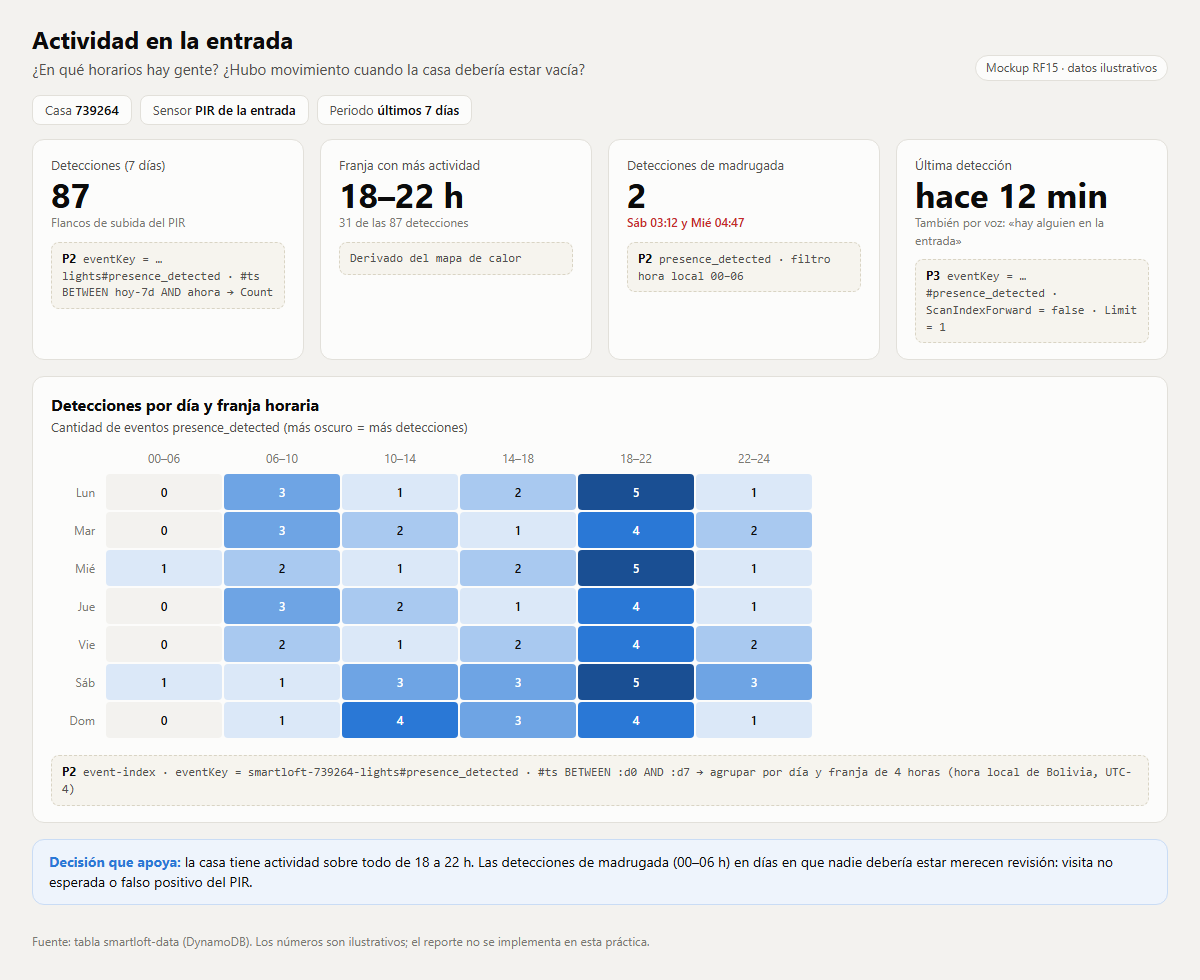 Actividad en la entrada
¿En qué horarios hay gente? ¿Hubo movimiento cuando la casa debería estar vacía?
Mockup RF15 · datos ilustrativos
Casa 739264
Sensor PIR de la entrada
Periodo últimos 7 días
Detecciones (7 días)
87
Flancos de subida del PIR
P2 eventKey = …
lights#presence_detected · #ts
BETWEEN hoy-7d AND ahora → Count
Franja con más actividad
18–22 h
31 de las 87 detecciones
Derivado del mapa de calor
Detecciones de madrugada
2
Sáb 03:12 y Mié 04:47
P2 presence_detected · filtro
hora local 00–06
Última detección
hace 12 min
También por voz: «hay alguien en la
entrada»
P3 eventKey = …
#presence_detected ·
ScanIndexForward = false · Limit
= 1
Detecciones por día y franja horaria
Cantidad de eventos presence_detected (más oscuro = más detecciones)
00–06 06–10 10–14 14–18 18–22 22–24
Lun 0 3 1 2 5 1
Mar 0 3 2 1 4 2
Mié 1 2 1 2 5 1
Jue 0 3 2 1 4 1
Vie 0 2 1 2 4 2
Sáb 1 1 3 3 5 3
Dom 0 1 4 3 4 1
P2 event-index · eventKey = smartloft-739264-lights#presence_detected · #ts BETWEEN :d0 AND :d7 → agrupar por día y franja de 4 horas (hora local de Bolivia, UTC-
4)
Decisión que apoya: la casa tiene actividad sobre todo de 18 a 22 h. Las detecciones de madrugada (00–06 h) en días en que nadie debería estar merecen revisión: visita no
esperada o falso positivo del PIR.
Fuente: tabla smartloft-data (DynamoDB). Los números son ilustrativos; el reporte no se implementa en esta práctica.